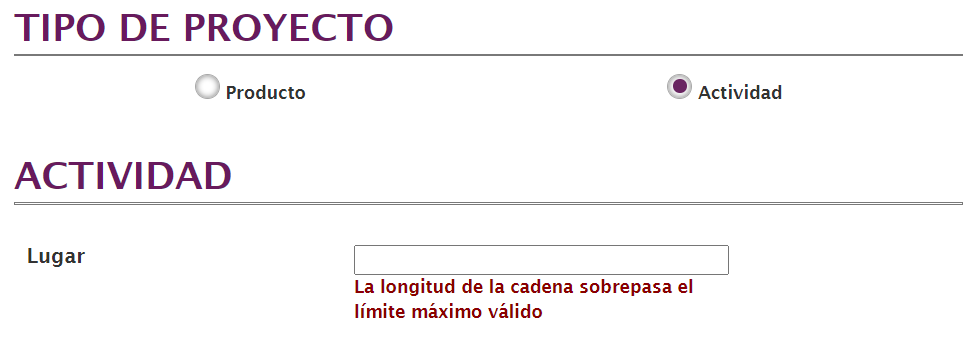 TIPO DE PROYECTO
Producto
Actividad
ACTIVIDAD
Lugar
La longitud de la cadena sobrepasa el
límite máximo válido